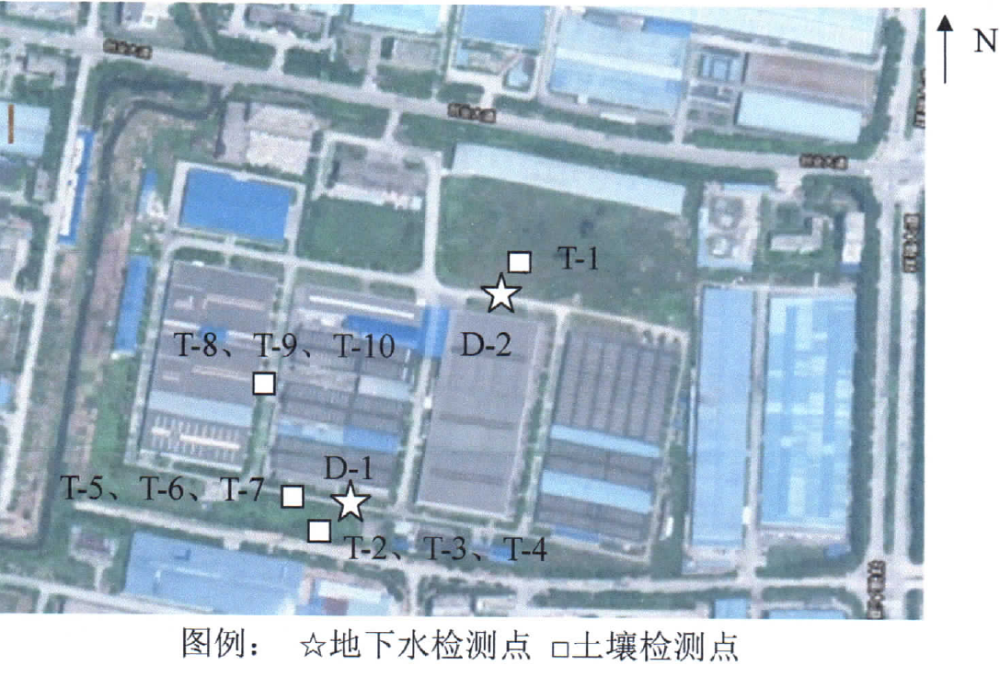 N
T-1
D-2
T-8、T-9、T-10
D-1
T-5、T-6、T-7
T-2、T-3、T-4
图例： ☆地下水检测点 □土壤检测点